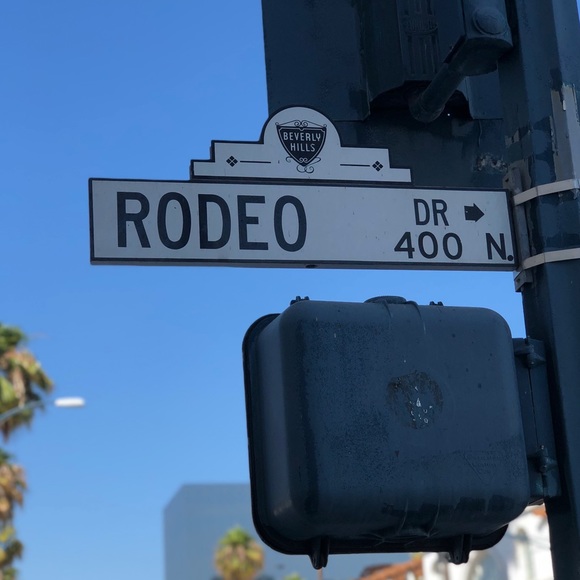 BEVERLY
HILLS
RODEO DR
400 N.